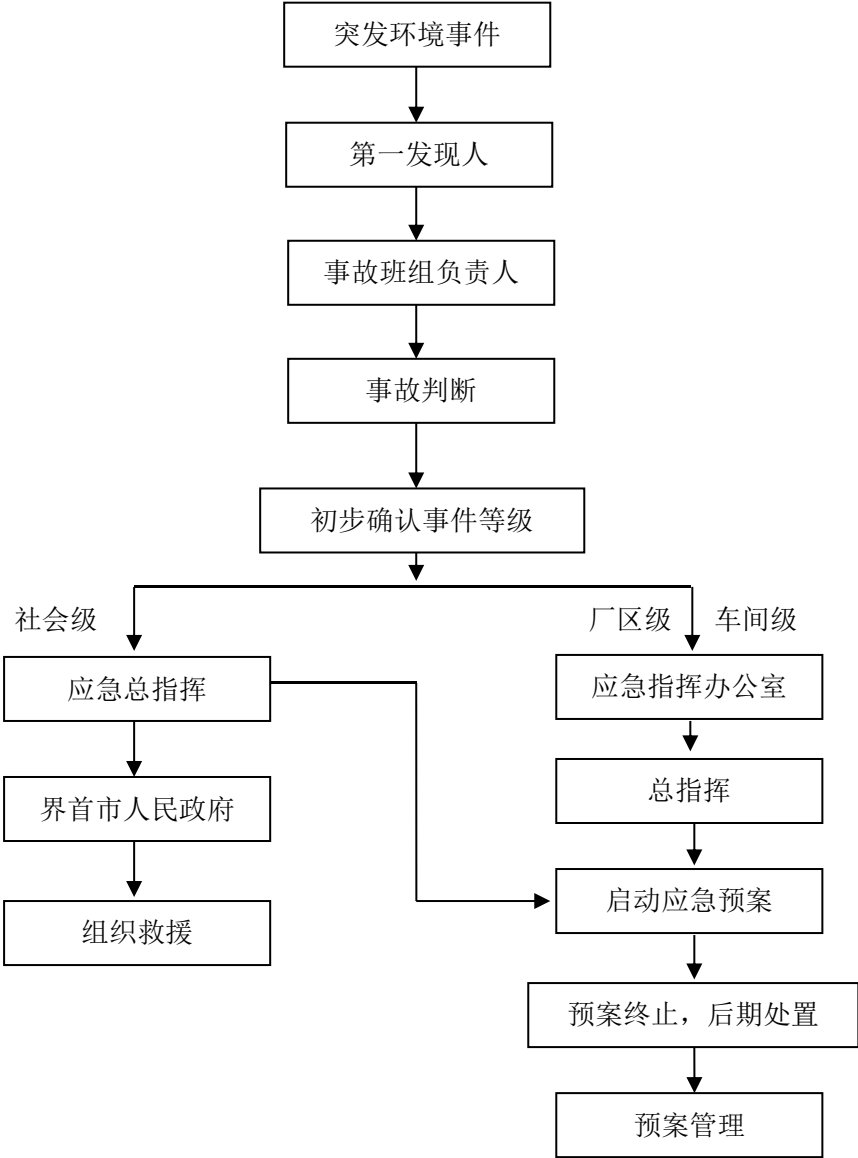 突发环境事件
第一发现人
事故班组负责人
事故判断
初步确认事件等级
社会级
厂区级
车间级
应急总指挥
应急指挥办公室
总指挥
界首市人民政府
启动应急预案
组织救援
预案终止，后期处置
预案管理